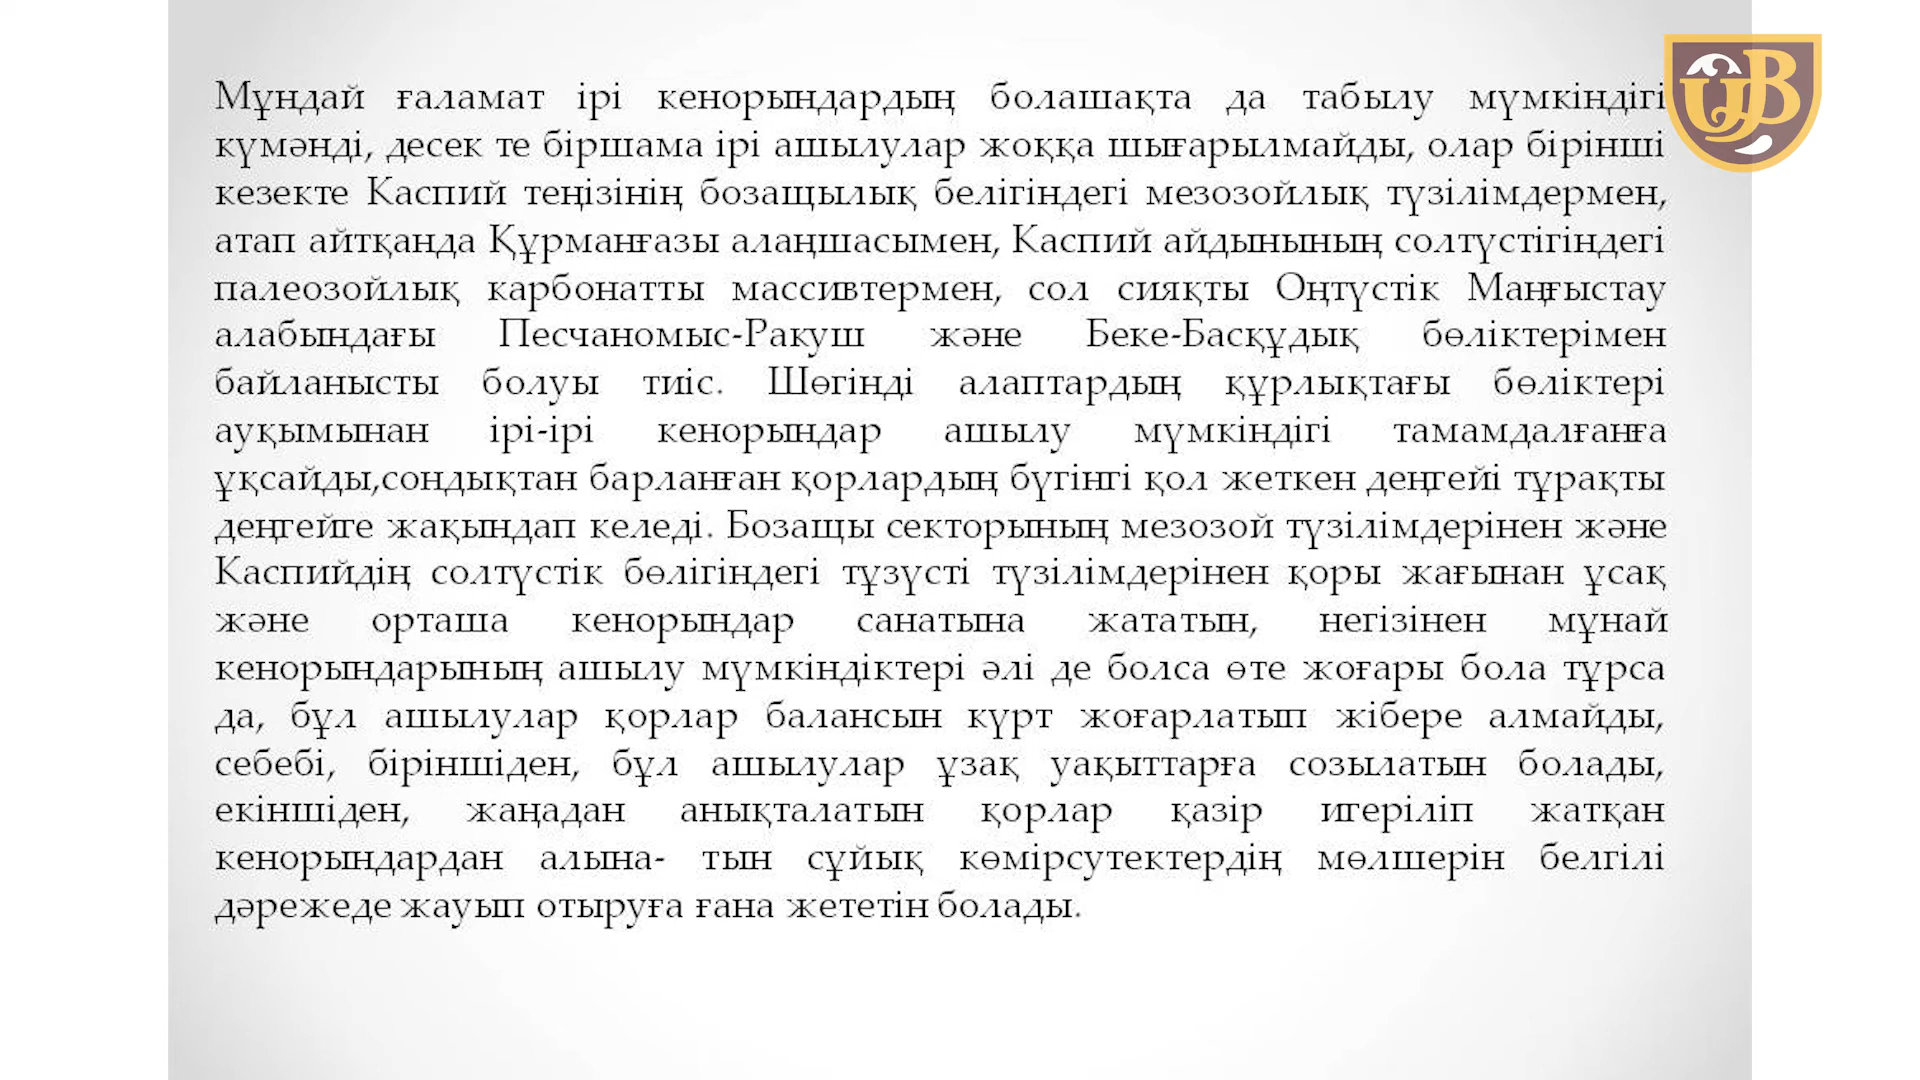 Мұндай ғаламат ірі кенорындардың болашақта да табылу мүмкіндігі
күмәнді, десек те біршама ірі ашылулар жоққа шығарылмайды, олар бірінші
кезекте Каспий теңізінің бозащылық белігіндегі мезозойлық түзілімдермен,
атап айтқанда Құрманғазы алаңшасымен, Каспий айдынының солтүстігіндегі
палеозойлық карбонатты массивтермен, сол сияқты Оңтүстік Маңғыстау
алабындағы Песчаномыс-Ракуш және Беке-Басқұдық бөліктерімен
байланысты болуы тиіс. Шөгінді алаптардың құрлықтағы бөліктері
ауқымынан ірі-ірі кенорындар ашылу мүмкіндігі тамамдалғанға
ұқсайды,сондықтан барланған қорлардың бүгінгі қол жеткен деңгейі тұрақты
деңгейге жақындап келеді. Бозащы секторының мезозой түзілімдерінен және
Каспийдің солтүстік бөлігіндегі тұзүсті түзілімдерінен қоры жағынан ұсақ
және орташа кенорындар санатына жататын, негізінен мұнай
кенорындарының ашылу мүмкіндіктері әлі де болса өте жоғары бола тұрса
да, бұл ашылулар қорлар балансын күрт жоғарлатып жібере алмайды,
себебі, біріншіден, бұл ашылулар ұзақ уақыттарға созылатын болады,
екіншіден, жаңадан анықталатын қорлар қазір игеріліп жатқан
кенорындардан алына- тын сұйық көмірсутектердің мөлшерін белгілі
дәрежеде жауып отыруға ғана жететін болады.